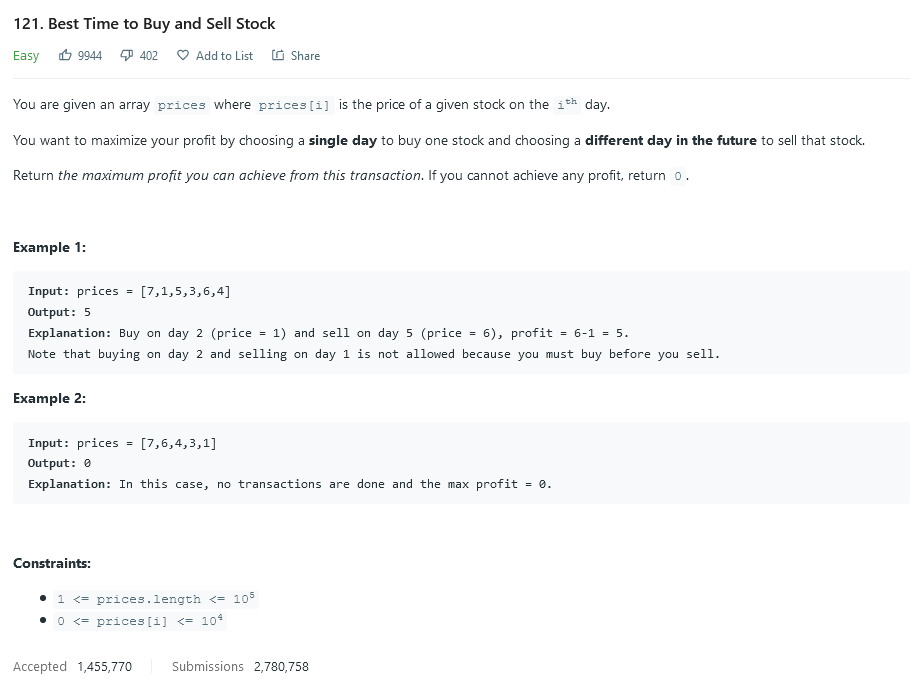 121. Best Time to Buy and Sell Stock
Easy 9944 402 Add to List Share
You are given an array prices where prices[i] is the price of a given stock on the iᵗʰ day.
You want to maximize your profit by choosing a single day to buy one stock and choosing a different day in the future to sell that stock.
Return the maximum profit you can achieve from this transaction. If you cannot achieve any profit, return 0.
Example 1:
Input: prices = [7,1,5,3,6,4]
Output: 5
Explanation: Buy on day 2 (price = 1) and sell on day 5 (price = 6), profit = 6-1 = 5.
Note that buying on day 2 and selling on day 1 is not allowed because you must buy before you sell.
Example 2:
Input: prices = [7,6,4,3,1]
Output: 0
Explanation: In this case, no transactions are done and the max profit = 0.
Constraints:
1 <= prices.length <= 10⁵
0 <= prices[i] <= 10⁴
Accepted 1,455,770 Submissions 2,780,758